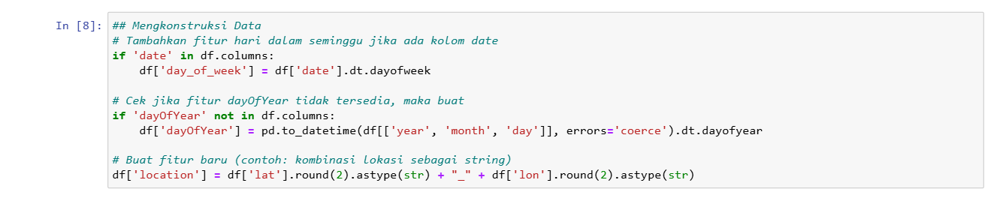 In [8]: ## Mengkonstruksi Data
# Tambahkan fitur hari dalam seminggu jika ada kolom date
if 'date' in df.columns:
    df['day_of_week'] = df['date'].dt.dayofweek

# Cek jika fitur dayOfYear tidak tersedia, maka buat
if 'dayOfYear' not in df.columns:
    df['dayOfYear'] = pd.to_datetime(df[['year', 'month', 'day']], errors='coerce').dt.dayofyear

# Buat fitur baru (contoh: kombinasi lokasi sebagai string)
df['location'] = df['lat'].round(2).astype(str) + "_" + df['lon'].round(2).astype(str)